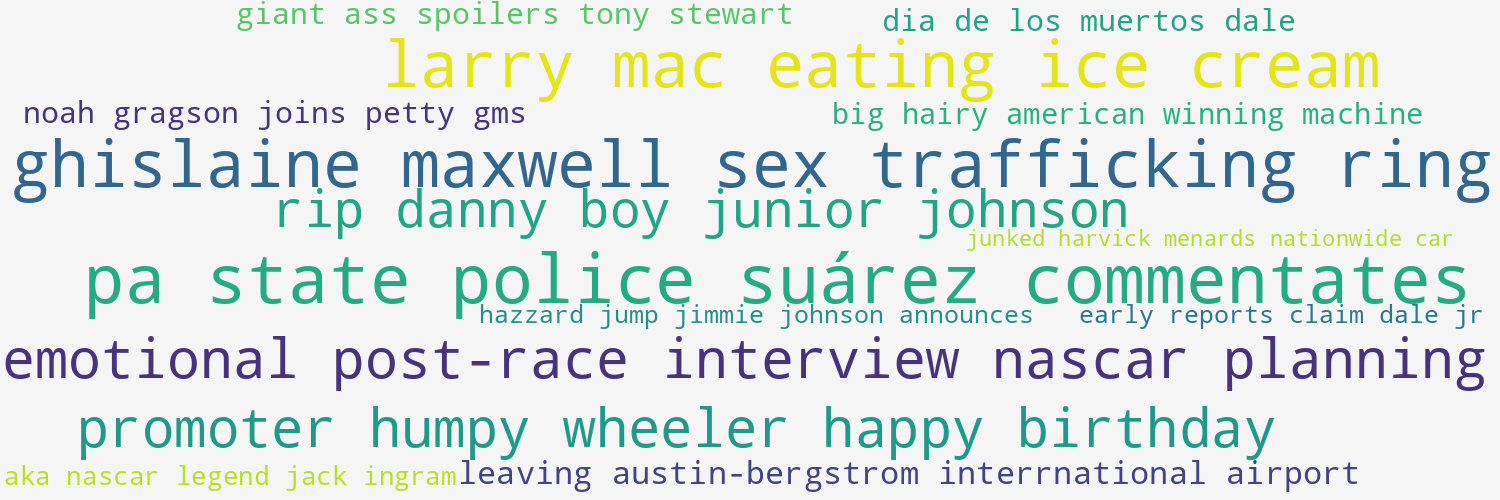 giant ass spoilers tony stewart
dia de los muertos dale
larry mac eating ice cream
noah gragson joins petty gms
big hairy american winning machine
ghislaine maxwell sex trafficking ring
rip danny boy junior johnson
junked harvick menards nationwide car
pa state police suárez commentates
hazzard jump jimmie johnson announces
early reports claim dale jr
emotional post-race interview nascar planning
promoter humpy wheeler happy birthday
aka nascar legend jack ingram
leaving austin-bergstrom interrnational airport